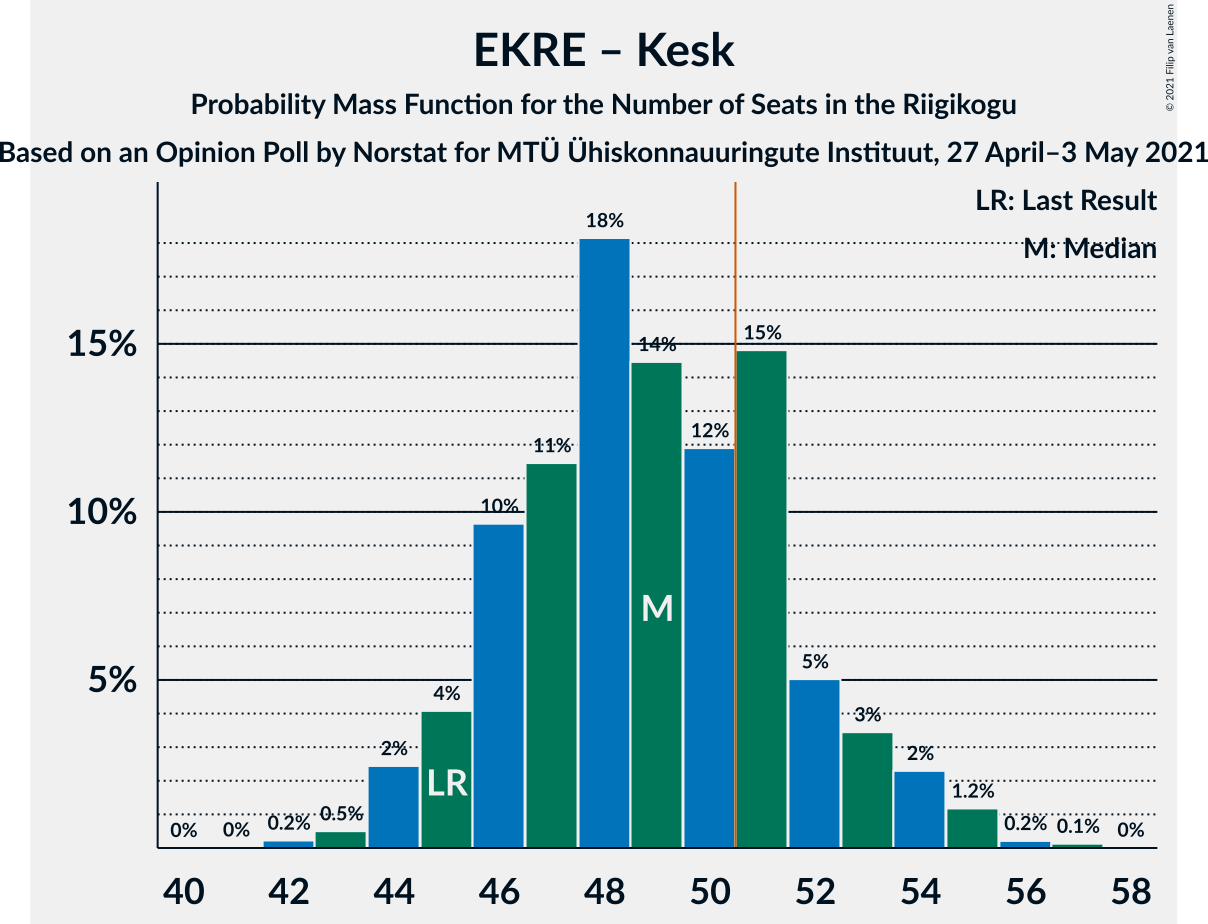 EKRE – Kesk
Probability Mass Function for the Number of Seats in the Riigikogu
Based on an Opinion Poll by Norstat for MTÜ Ühiskonnauuringute Instituut, 27 April–3 May 2021
© 2021 Filip van Laenen
LR: Last Result
M: Median
18%
15%
15%
14%
12%
11%
10%
10%
M
5%
5%
4%
3%
2%
2%
LR
1.2%
0%
0%
0.2%
0.5%
0.2%
0.1%
0%
40 42 44 46 48 50 52 54 56 58